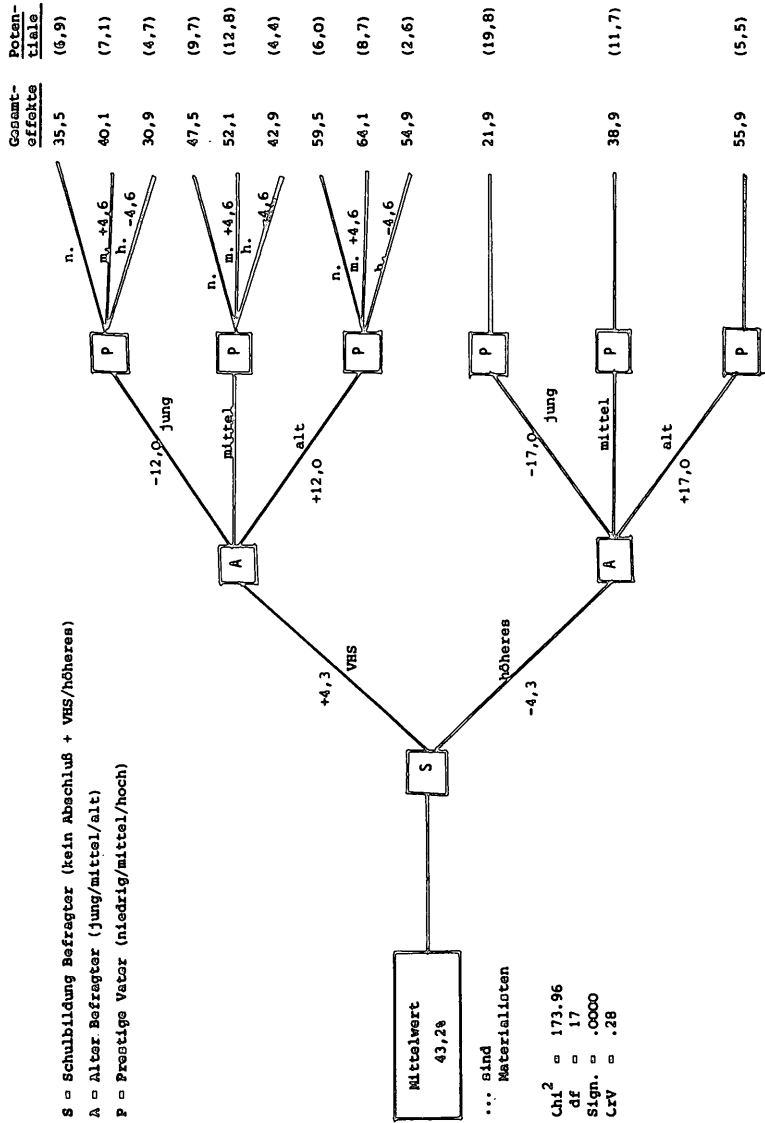 S = Schulbildung Befragter (kein Abschluß + VHS/höheres)
A = Alter Befragter (jung/mittel/alt)
P = Prestige Vater (niedrig/mittel/hoch)
Gesamt-
effekte
Poten-
tiale
Mittelwert
43,2%
... sind
Materialisten
Chi² = 173.96
df = 17
Sign. = .0000
CrV = .28
S
+4,3
VHS
höheres
-4,3
A
-12,0 jung
mittel
alt
+12,0
P
n.
35,5 (6,9)
m. +4,6
40,1 (7,1)
h. -4,6
30,9 (4,7)
P
n.
47,5 (9,7)
m. +4,6
52,1 (12,8)
h. -4,6
42,9 (4,4)
P
n.
59,5 (6,0)
m. +4,6
64,1 (8,7)
h. -4,6
54,9 (2,6)
A
-17,0 jung
mittel
alt
+17,0
P
21,9 (19,8)
P
38,9 (11,7)
P
55,9 (5,5)